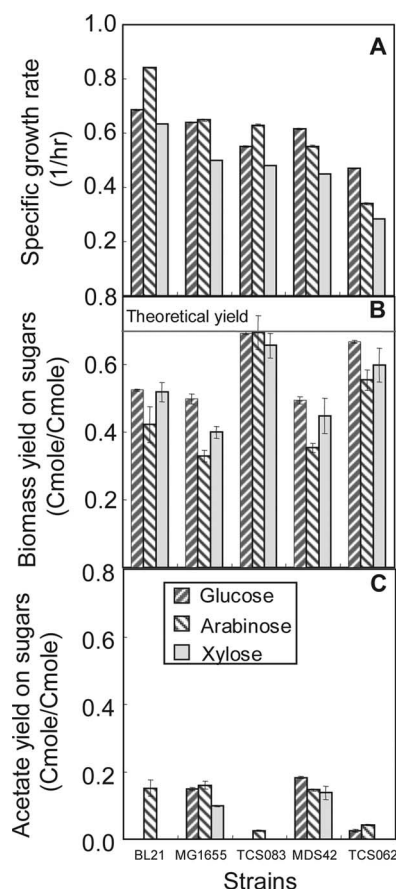 A
Specific growth rate
(1/hr)
1.0
0.8
0.6
0.4
0.2
0.8
B
Theoretical yield
Biomass yield on sugars
(Cmole/Cmole)
0.6
0.4
0.2
0.8
C
Acetate yield on sugars
(Cmole/Cmole)
0.6
0.4
0.2
0.0
Glucose
Arabinose
Xylose
BL21 MG1655 TCS083 MDS42 TCS062
Strains